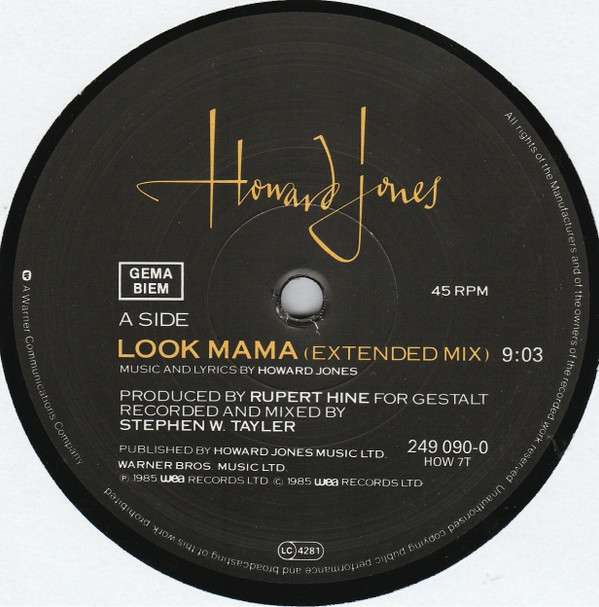 Howard Jones
GEMA
BIEM
45 RPM
A SIDE
LOOK MAMA (EXTENDED MIX) 9:03
MUSIC AND LYRICS BY HOWARD JONES
PRODUCED BY RUPERT HINE FOR GESTALT
RECORDED AND MIXED BY
STEPHEN W. TAYLER
249 090-0
HOW 7T
PUBLISHED BY HOWARD JONES MUSIC LTD.
WARNER BROS. MUSIC LTD.
℗ 1985 wea RECORDS LTD © 1985 wea RECORDS LTD
LC 4281
A Warner Communications Company
All rights of the Manufacturers and of the owners of the recorded work reserved. Unauthorised copying public performance and broadcasting of this work prohibited